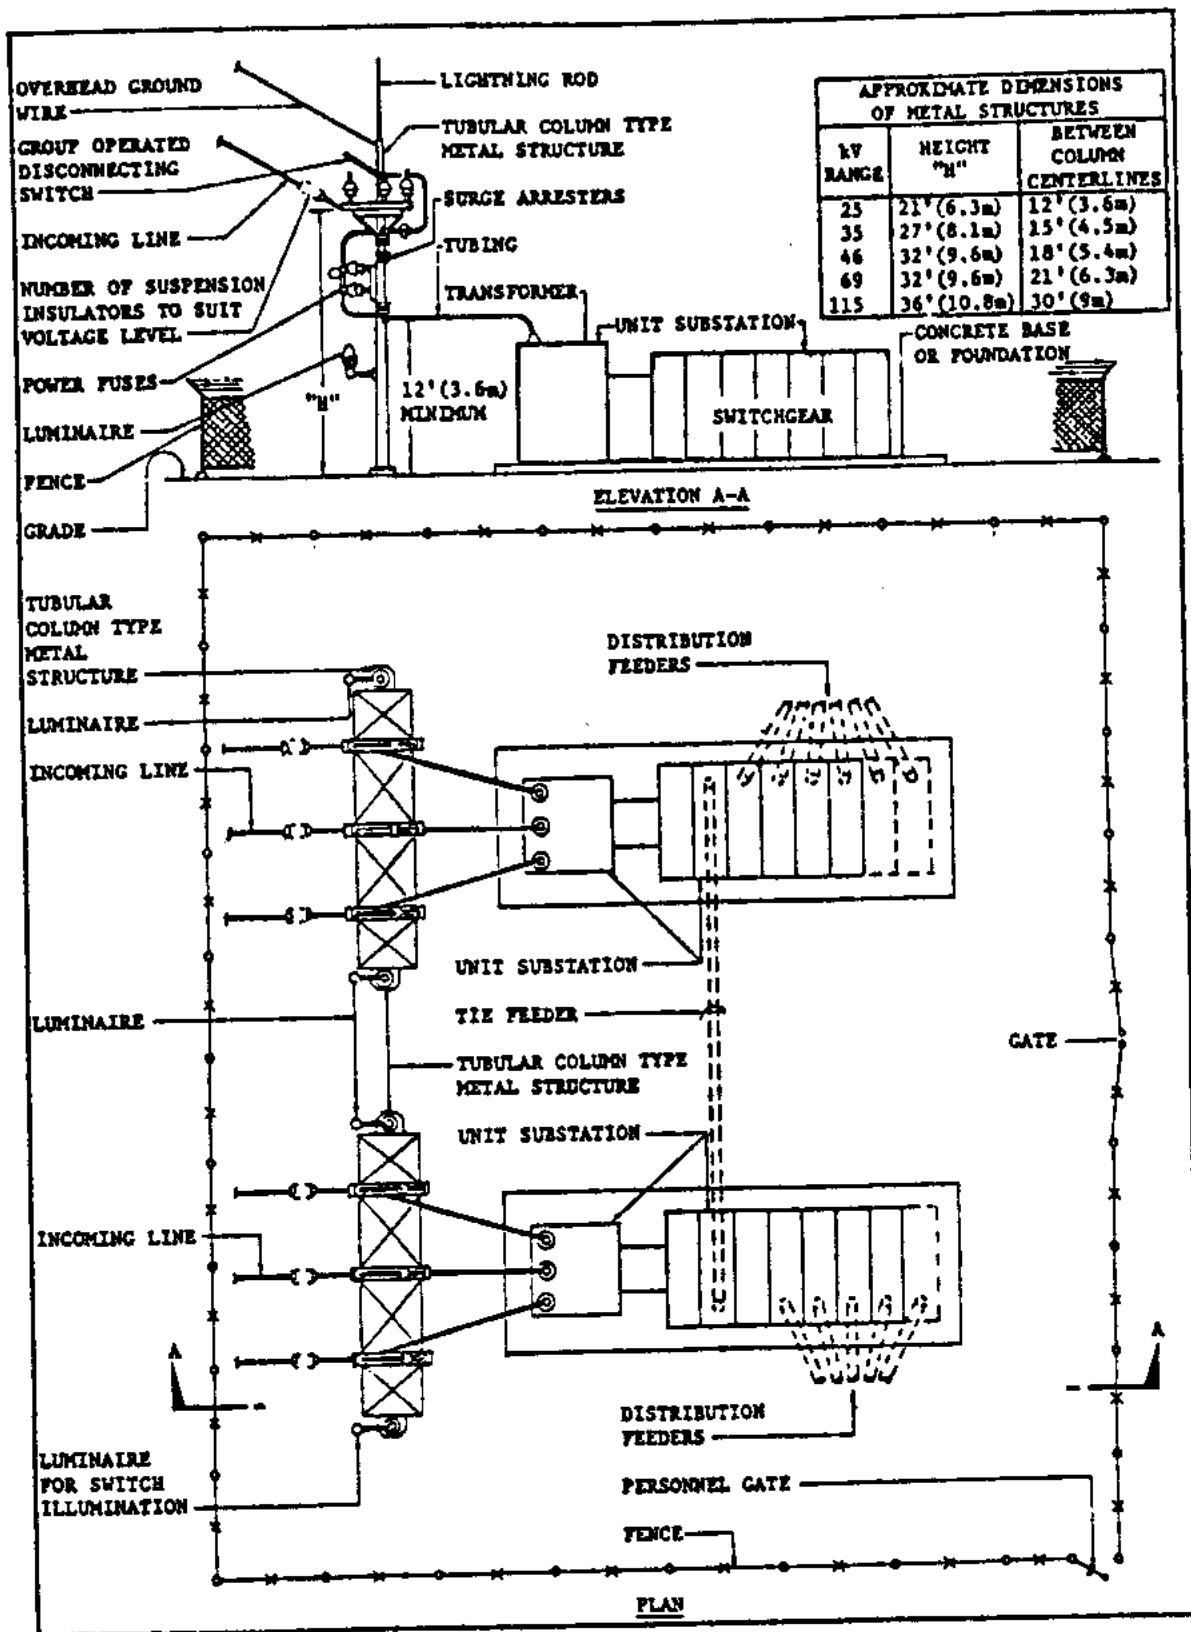 OVERHEAD GROUND
WIRE
GROUP OPERATED
DISCONNECTING
SWITCH
INCOMING LINE
NUMBER OF SUSPENSION
INSULATORS TO SUIT
VOLTAGE LEVEL
POWER FUSES
LUMINAIRE
FENCE
GRADE
LIGHTNING ROD
TUBULAR COLUMN TYPE
METAL STRUCTURE
SURGE ARRESTERS
TUBING
TRANSFORMER
UNIT SUBSTATION
"H"
12'(3.6m)
MINIMUM
SWITCHGEAR
CONCRETE BASE
OR FOUNDATION
APPROXIMATE DIMENSIONS
OF METAL STRUCTURES
kV RANGE HEIGHT "H" BETWEEN COLUMN CENTERLINES
25 21'(6.3m) 12'(3.6m)
35 27'(8.1m) 15'(4.5m)
46 32'(9.6m) 18'(5.4m)
69 32'(9.6m) 21'(6.3m)
115 36'(10.8m) 30'(9m)
ELEVATION A-A
TUBULAR
COLUMN TYPE
METAL
STRUCTURE
LUMINAIRE
INCOMING LINE
DISTRIBUTION
FEEDERS
UNIT SUBSTATION
TIE FEEDER
LUMINAIRE
GATE
TUBULAR COLUMN TYPE
METAL STRUCTURE
UNIT SUBSTATION
INCOMING LINE
A
A
DISTRIBUTION
FEEDERS
LUMINAIRE
FOR SWITCH
ILLUMINATION
PERSONNEL GATE
FENCE
PLAN